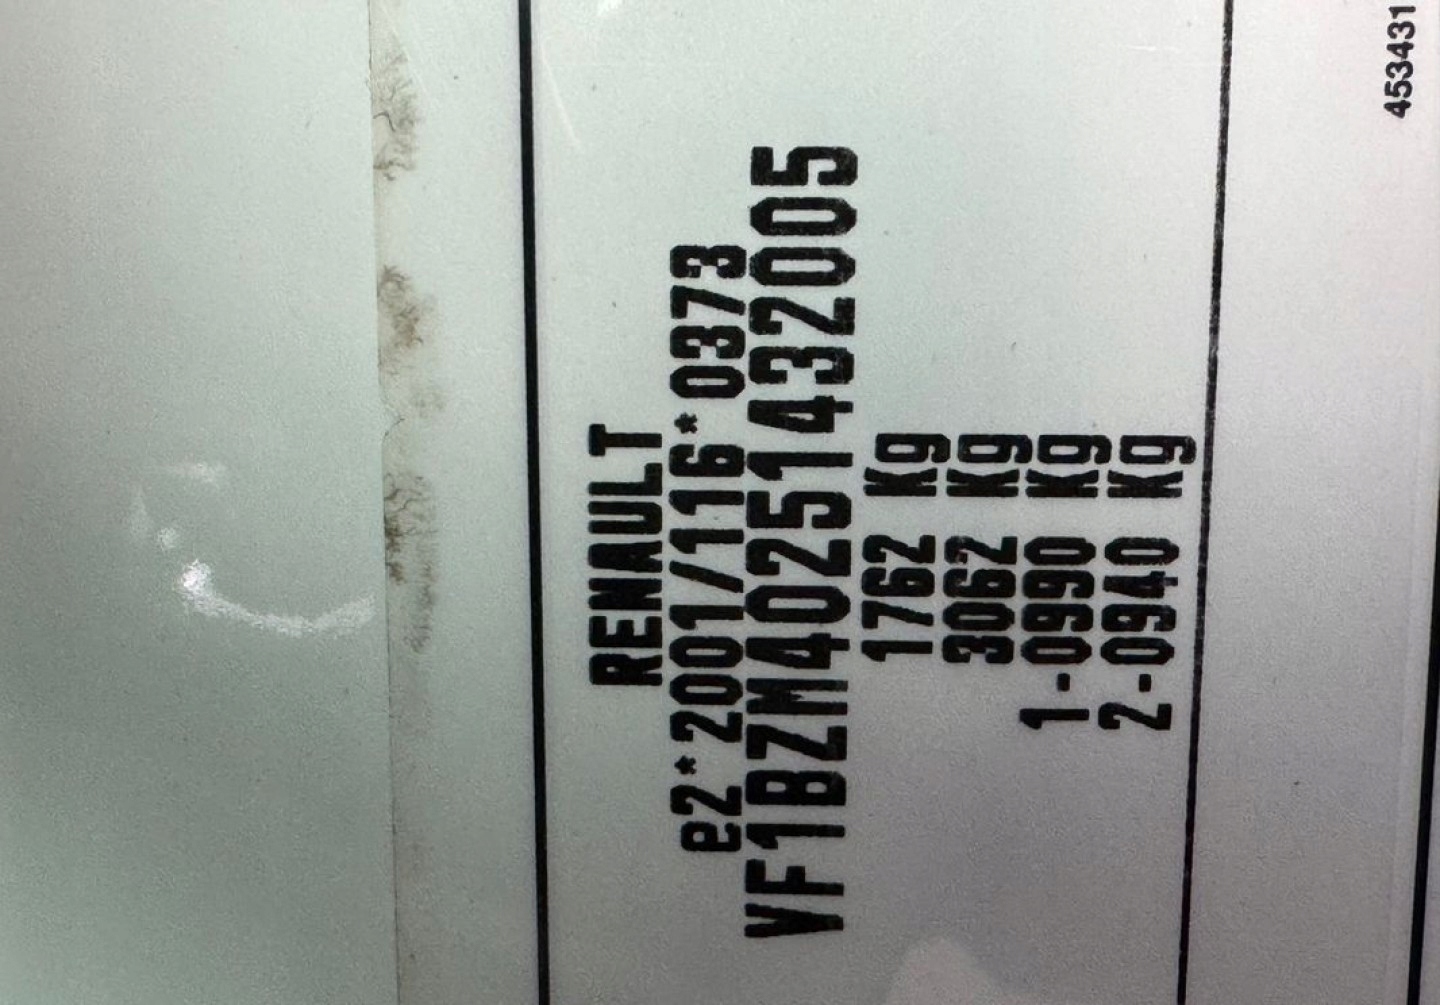 RENAULT
e2*2001/116*0373
VF1BZM40251432005
1762 Kg
3062 Kg
1-0990 Kg
2-0940 Kg
453431